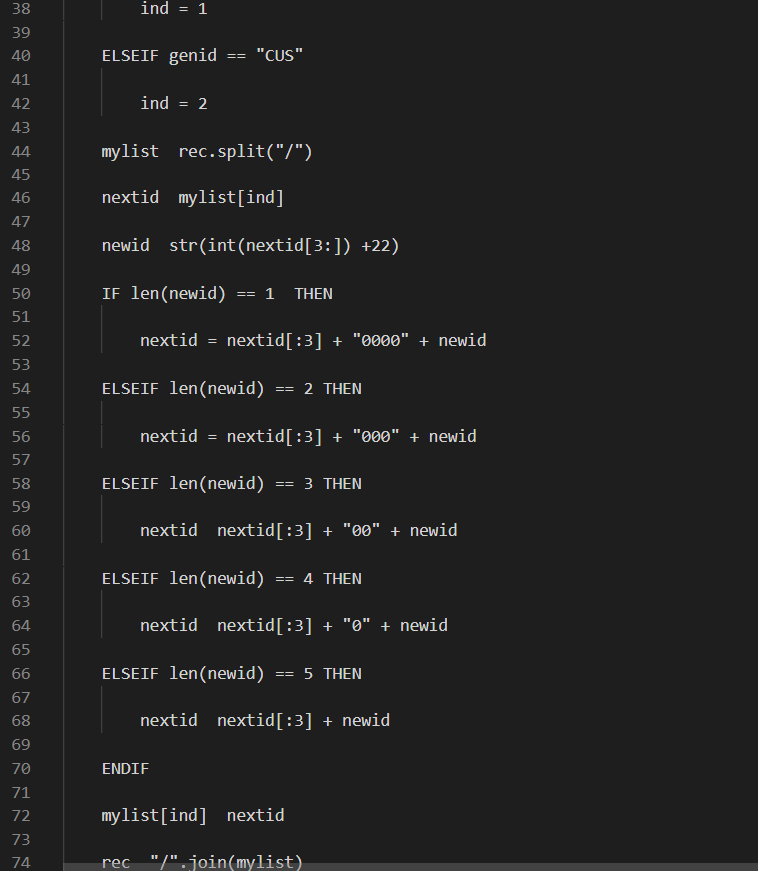 38 ind = 1
39
40 ELSEIF genid == "CUS"
41
42 ind = 2
43
44 mylist  rec.split("/")
45
46 nextid  mylist[ind]
47
48 newid  str(int(nextid[3:]) +22)
49
50 IF len(newid) == 1  THEN
51
52 nextid = nextid[:3] + "0000" + newid
53
54 ELSEIF len(newid) == 2 THEN
55
56 nextid = nextid[:3] + "000" + newid
57
58 ELSEIF len(newid) == 3 THEN
59
60 nextid  nextid[:3] + "00" + newid
61
62 ELSEIF len(newid) == 4 THEN
63
64 nextid  nextid[:3] + "0" + newid
65
66 ELSEIF len(newid) == 5 THEN
67
68 nextid  nextid[:3] + newid
69
70 ENDIF
71
72 mylist[ind]  nextid
73
74 rec  "/".join(mylist)